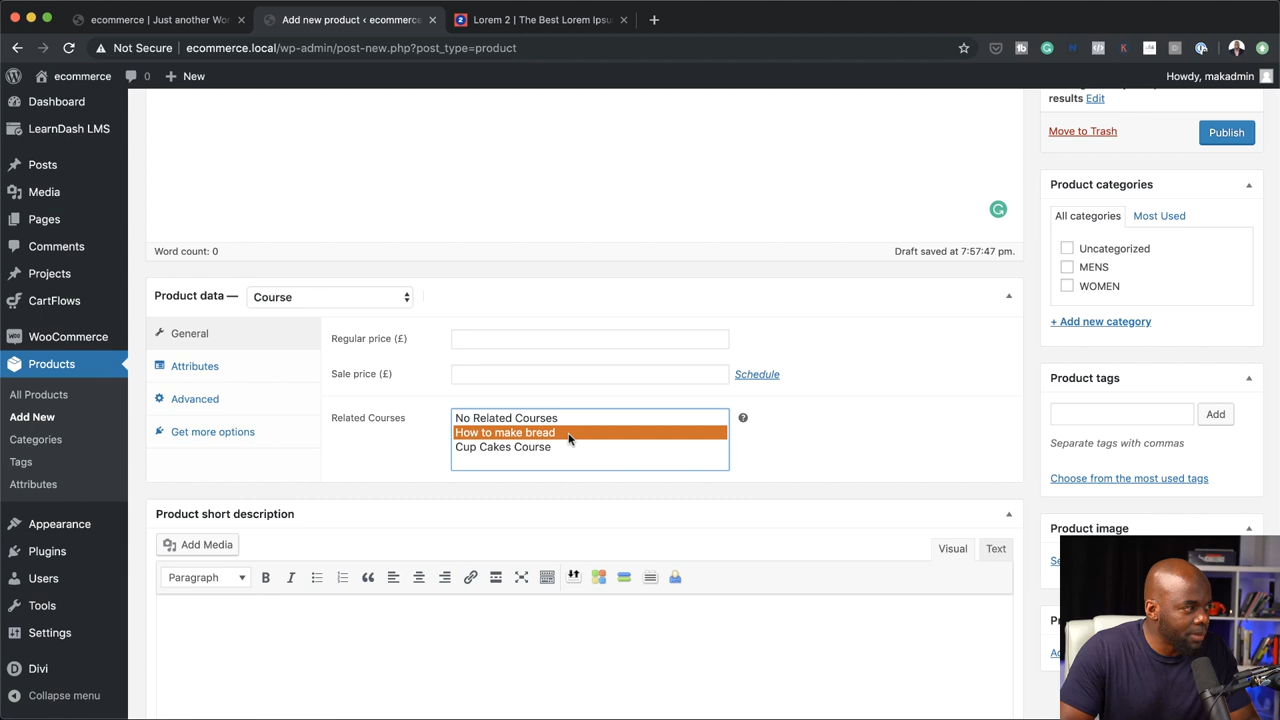 ecommerce | Just another Wor
Add new product ‹ ecommerce
Lorem 2 | The Best Lorem Ipsu
Not Secure
ecommerce.local/wp-admin/post-new.php?post_type=product
ecommerce
0
New
Howdy, makadmin
Dashboard
LearnDash LMS
Posts
Media
Pages
Comments
Projects
CartFlows
WooCommerce
Products
All Products
Add New
Categories
Tags
Attributes
Appearance
Plugins
Users
Tools
Settings
Divi
Collapse menu
Word count: 0
Draft saved at 7:57:47 pm.
Product data —
Course
General
Attributes
Advanced
Get more options
Regular price (£)
Sale price (£)
Schedule
Related Courses
No Related Courses
How to make bread
Cup Cakes Course
Product short description
Add Media
Visual
Text
Paragraph
results Edit
Move to Trash
Publish
Product categories
All categories
Most Used
Uncategorized
MENS
WOMEN
+ Add new category
Product tags
Add
Separate tags with commas
Choose from the most used tags
Product image